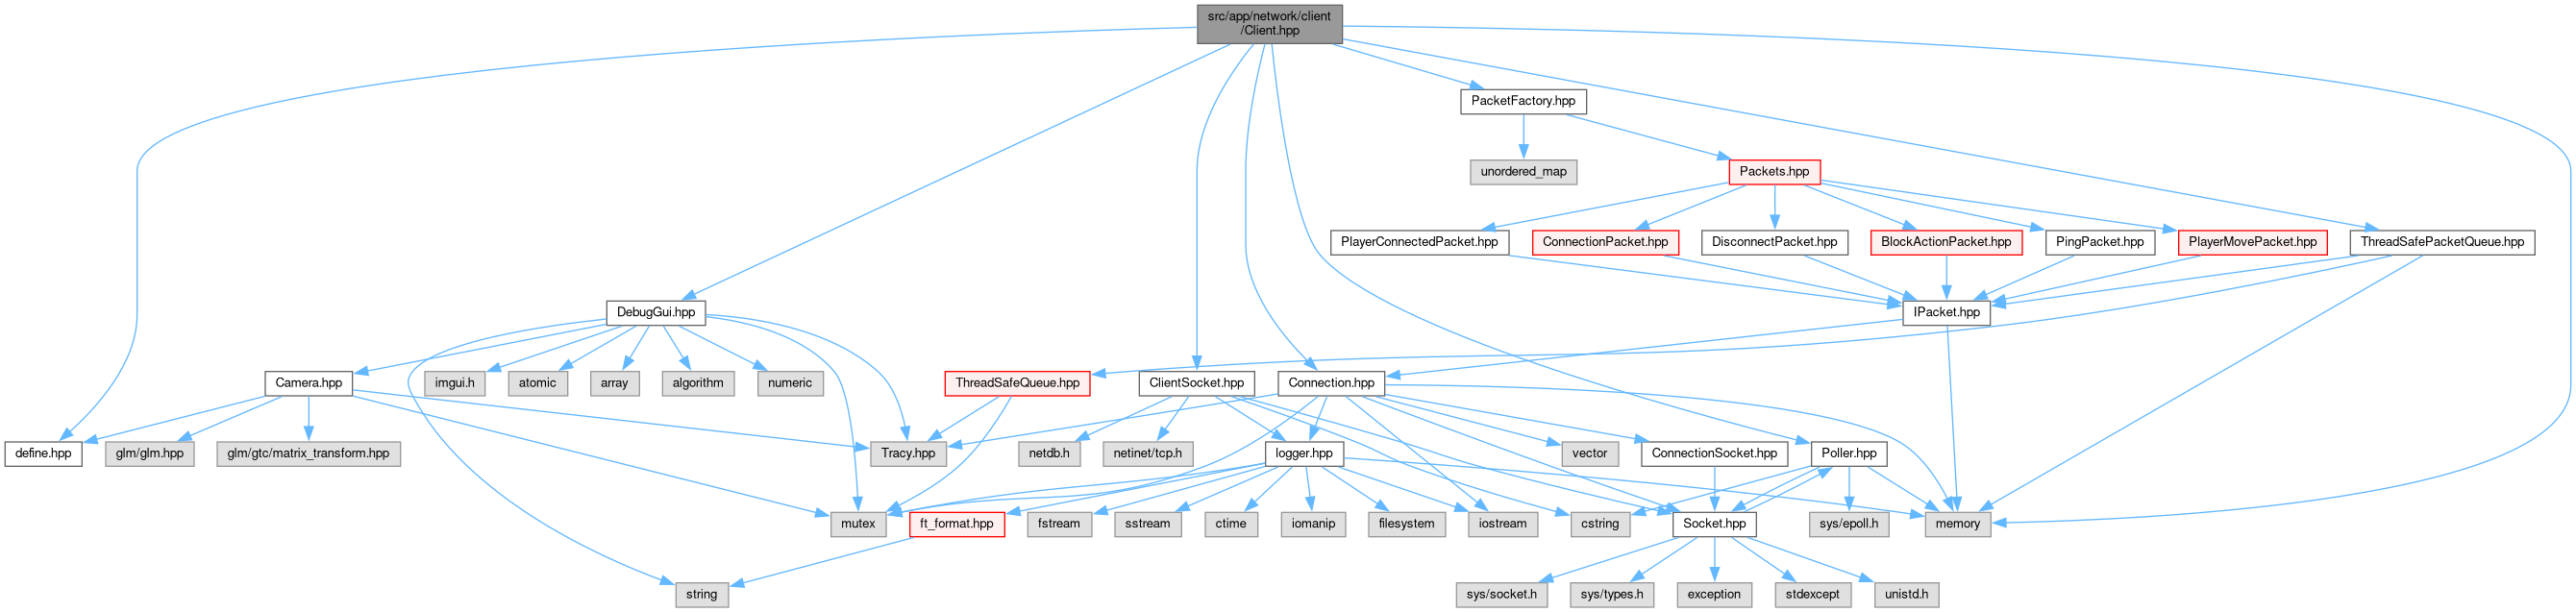 src/app/network/client
/Client.hpp
PacketFactory.hpp
unordered_map
Packets.hpp
PlayerConnectedPacket.hpp
ConnectionPacket.hpp
DisconnectPacket.hpp
BlockActionPacket.hpp
PingPacket.hpp
PlayerMovePacket.hpp
ThreadSafePacketQueue.hpp
DebugGui.hpp
IPacket.hpp
Camera.hpp
imgui.h
atomic
array
algorithm
numeric
ThreadSafeQueue.hpp
ClientSocket.hpp
Connection.hpp
define.hpp
glm/glm.hpp
glm/gtc/matrix_transform.hpp
Tracy.hpp
netdb.h
netinet/tcp.h
logger.hpp
vector
ConnectionSocket.hpp
Poller.hpp
mutex
ft_format.hpp
fstream
sstream
ctime
iomanip
filesystem
iostream
cstring
Socket.hpp
sys/epoll.h
memory
string
sys/socket.h
sys/types.h
exception
stdexcept
unistd.h